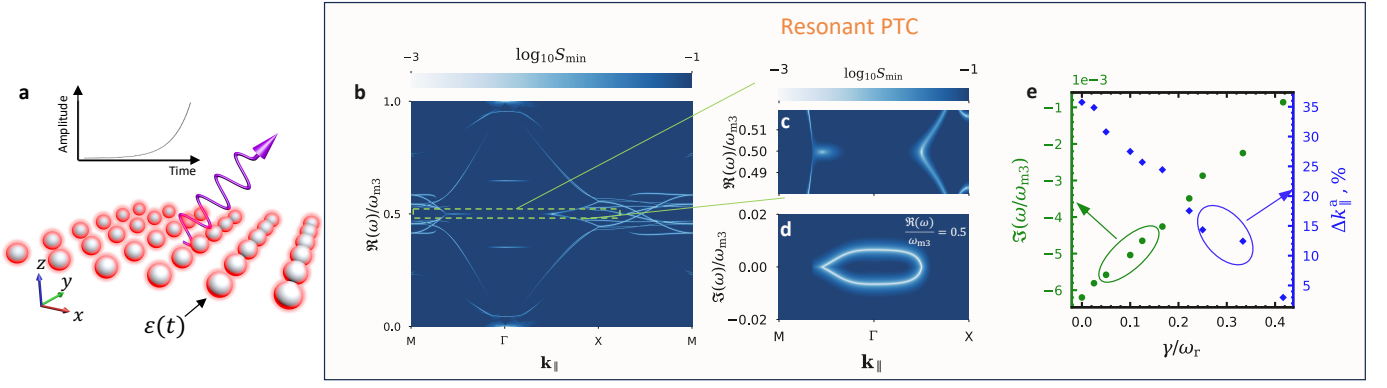 Resonant PTC
a
Amplitude
Time
z
y
x
ε(t)
log₁₀S_min
−3
−1
b
1.0
0.5
0.0
ℜ(ω)/ω_m3
M
Γ
X
M
k_∥
log₁₀S_min
−3
−1
c
0.51
0.50
0.49
ℜ(ω)/ω_m3
d
ℜ(ω)/ω_m3 = 0.5
0.02
0.00
−0.02
ℑ(ω)/ω_m3
M
Γ
X
k_∥
e
1e−3
−1
−2
−3
−4
−5
−6
ℑ(ω/ω_m3)
35
30
25
20
15
10
5
Δk_∥^a, %
0.0
0.1
0.2
0.3
0.4
γ/ω_r